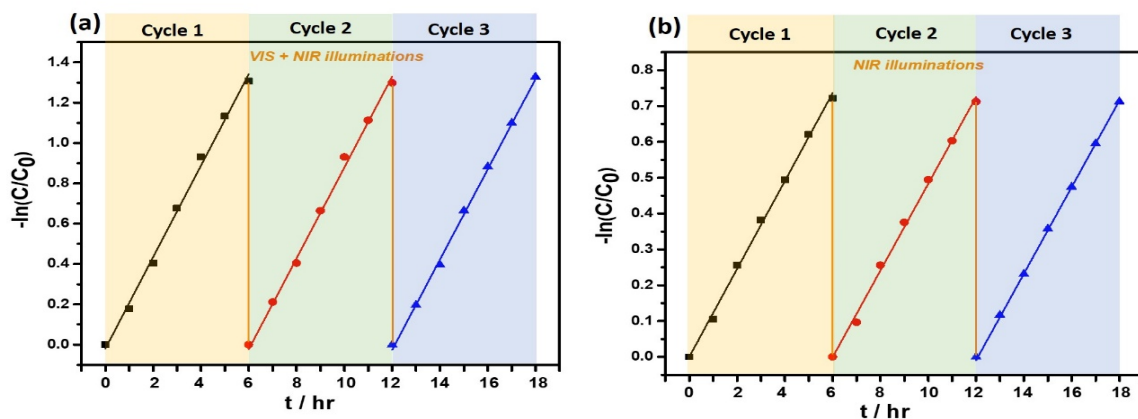 (a)
Cycle 1 Cycle 2 Cycle 3
VIS + NIR illuminations
1.4
1.2
1.0
0.8
0.6
0.4
0.2
0.0
-ln(C/C0)
0 2 4 6 8 10 12 14 16 18
t / hr
(b)
Cycle 1 Cycle 2 Cycle 3
NIR illuminations
0.8
0.7
0.6
0.5
0.4
0.3
0.2
0.1
0.0
-ln(C/C0)
0 2 4 6 8 10 12 14 16 18
t / hr